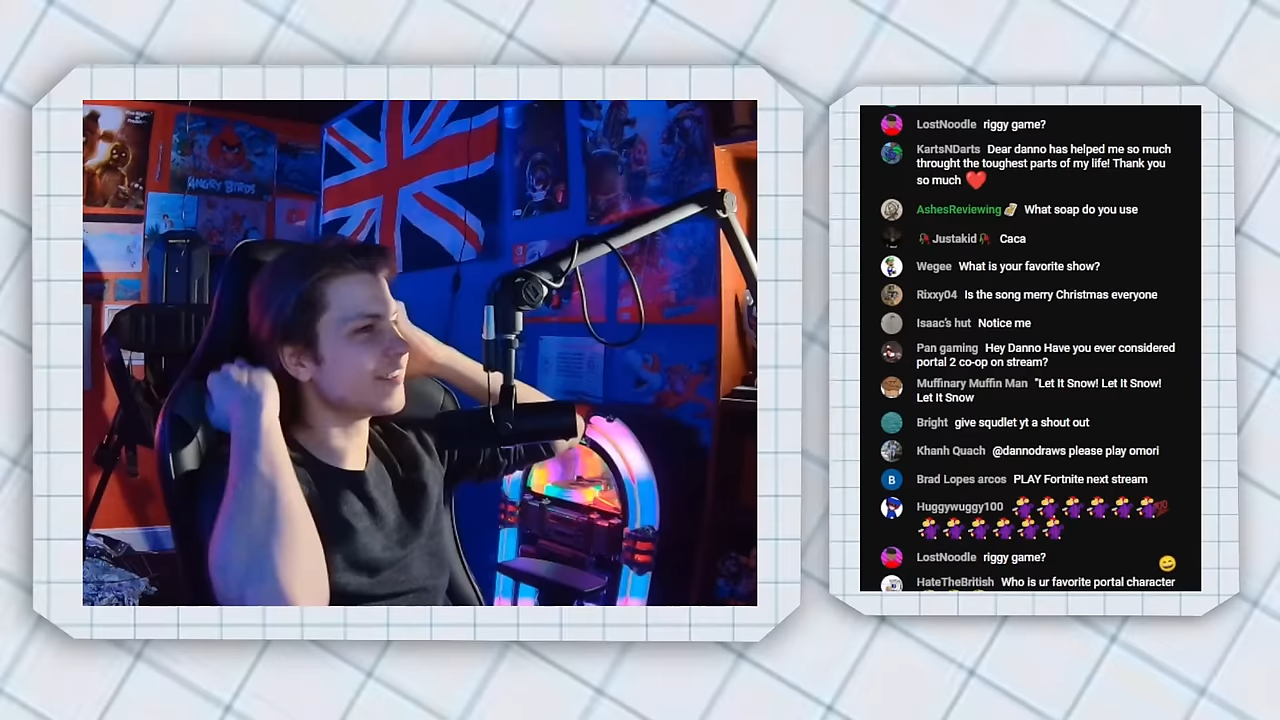 ANGRY BIRDS
LostNoodle riggy game?
KartsNDarts Dear danno has helped me so much
throught the toughest parts of my life! Thank you
so much ❤️
AshesReviewing What soap do you use
🥀Justakid🥀 Caca
Wegee What is your favorite show?
Rixxy04 Is the song merry Christmas everyone
Isaac's hut Notice me
Pan gaming Hey Danno Have you ever considered
portal 2 co-op on stream?
Muffinary Muffin Man "Let It Snow! Let It Snow!
Let It Snow
Bright give squdlet yt a shout out
Khanh Quach @dannodraws please play omori
B Brad Lopes arcos PLAY Fortnite next stream
Huggywuggy100
LostNoodle riggy game?
HateTheBritish Who is ur favorite portal character